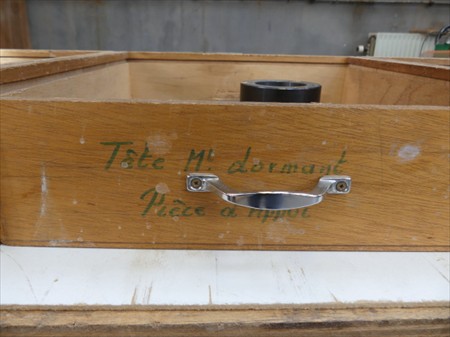 Tête Mt dormant
Pièce d'Appui